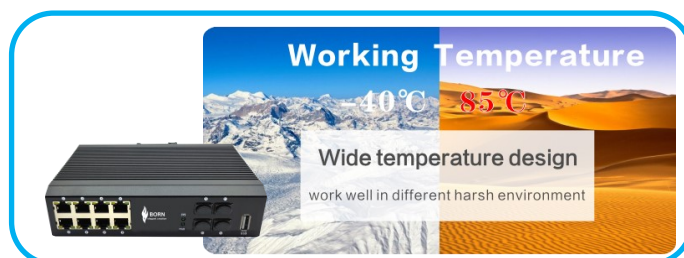 Working Temperature
-40℃ 85℃
Wide temperature design
work well in different harsh environment
BORN